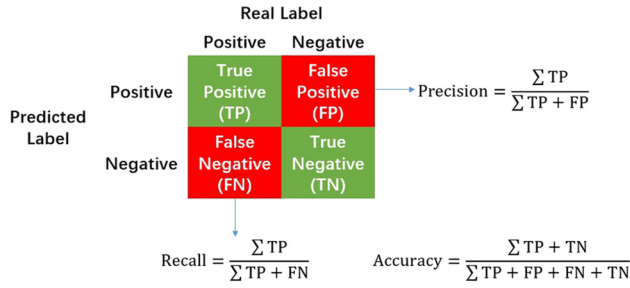 Real Label
Positive Negative
Predicted Label
Positive
True Positive (TP)
False Positive (FP)
Precision = ∑ TP / ∑ TP + FP
Negative
False Negative (FN)
True Negative (TN)
Recall = ∑ TP / ∑ TP + FN
Accuracy = ∑ TP + TN / ∑ TP + FP + FN + TN